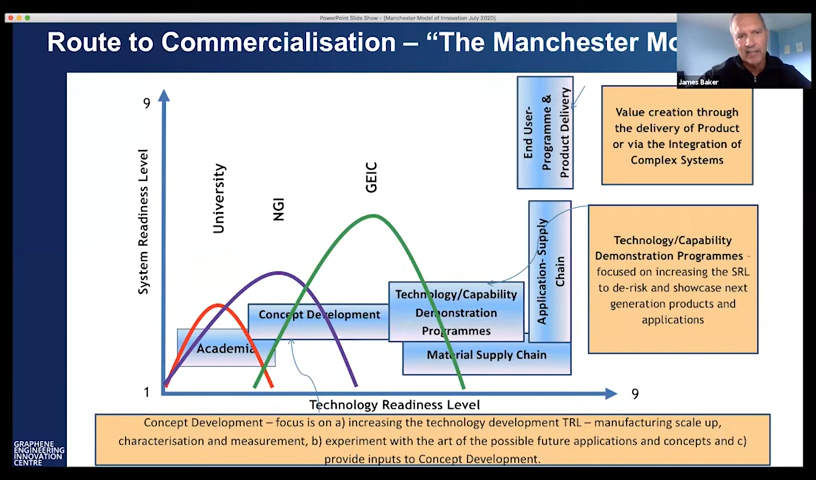 PowerPoint Slide Show - [Manchester Model of Innovation July 2020]
Route to Commercialisation – “The Manchester Mo
James Baker
9
System Readiness Level
1
University
NGI
GEIC
Academia
Concept Development
Technology/Capability
Demonstration
Programmes
Material Supply Chain
Application- Supply
Chain
End User-
Programme &
Product Delivery
Technology Readiness Level
9
Value creation through
the delivery of Product
or via the Integration of
Complex Systems
Technology/Capability
Demonstration Programmes –
focused on increasing the SRL
to de-risk and showcase next
generation products and
applications
Concept Development – focus is on a) increasing the technology development TRL – manufacturing scale up,
characterisation and measurement, b) experiment with the art of the possible future applications and concepts and c)
provide inputs to Concept Development.
GRAPHENE
ENGINEERING
INNOVATION
CENTRE